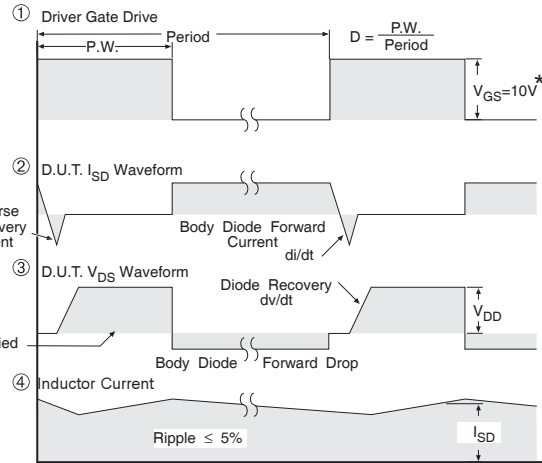 ① Driver Gate Drive
P.W.
Period
D = P.W.
Period
VGS=10V*
② D.U.T. ISD Waveform
Body Diode Forward
Current
di/dt
③ D.U.T. VDS Waveform
Diode Recovery
dv/dt
VDD
Body Diode Forward Drop
④ Inductor Current
Ripple ≤ 5%
ISD